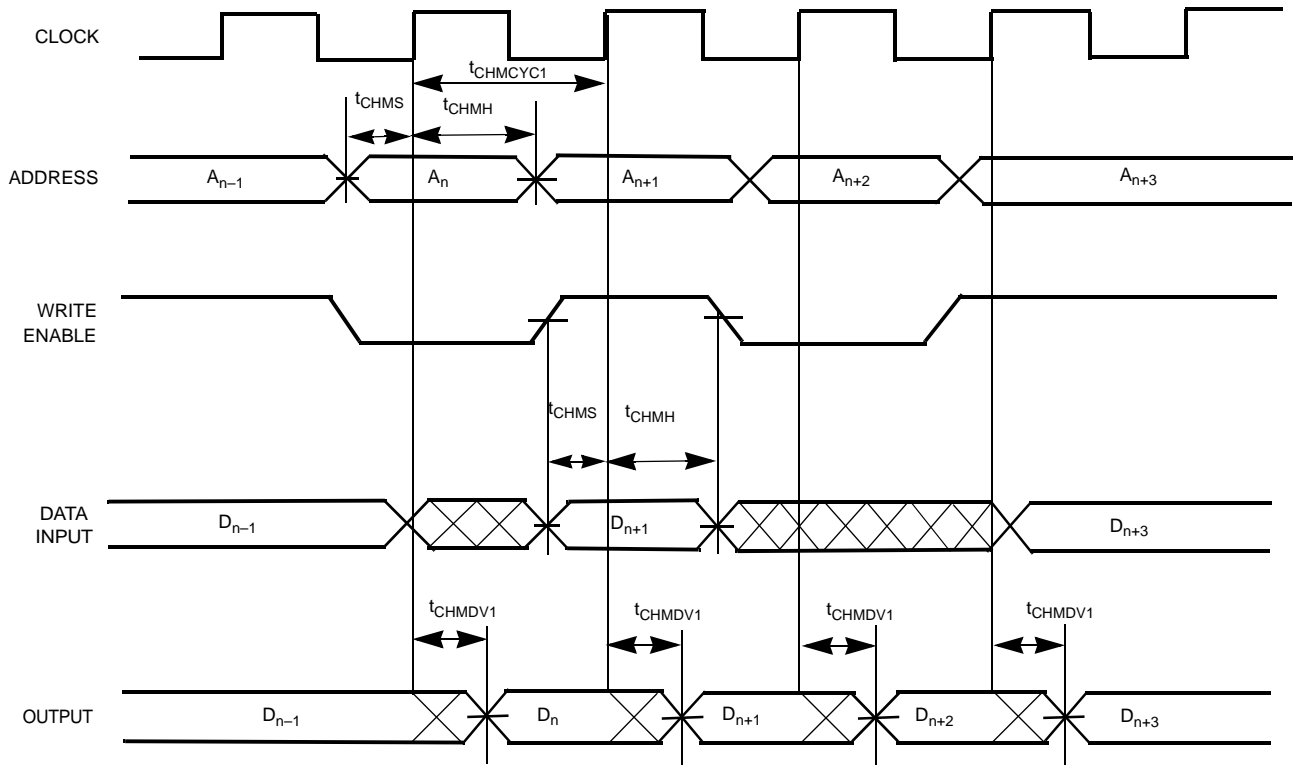 CLOCK
tCHMCYC1
tCHMS
tCHMH
ADDRESS
An–1
An
An+1
An+2
An+3
WRITE
ENABLE
tCHMS
tCHMH
DATA
INPUT
Dn–1
Dn+1
Dn+3
tCHMDV1
tCHMDV1
tCHMDV1
tCHMDV1
OUTPUT
Dn–1
Dn
Dn+1
Dn+2
Dn+3